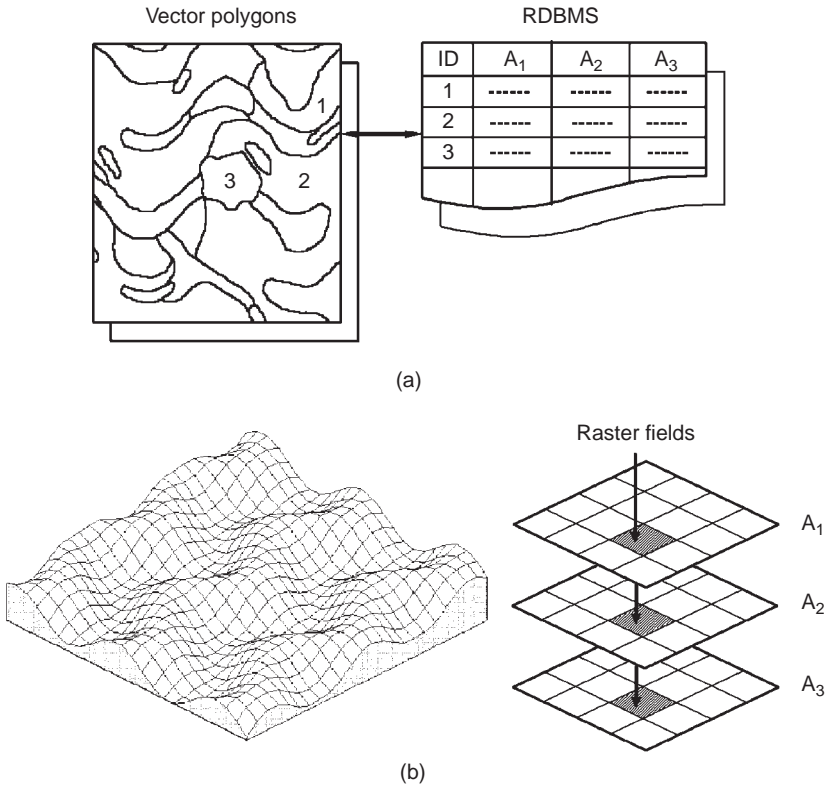 Vector polygons
RDBMS
ID A₁ A₂ A₃
1 ------ ------ ------
2 ------ ------ ------
3 ------ ------ ------
1
2
3
(a)
Raster fields
A₁
A₂
A₃
(b)